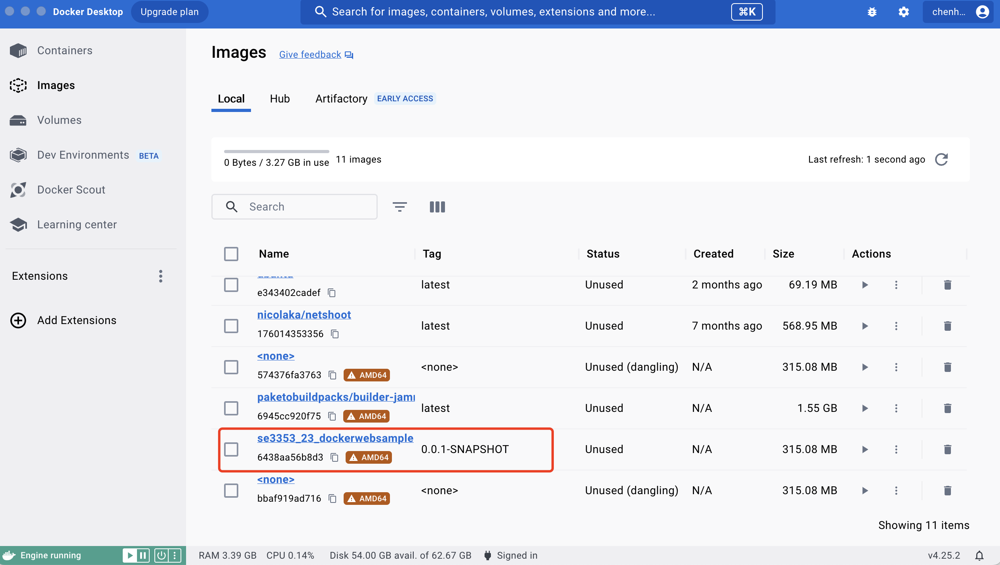 Docker Desktop Upgrade plan Search for images, containers, volumes, extensions and more... ⌘K chenh...
Containers
Images
Volumes
Dev Environments BETA
Docker Scout
Learning center
Extensions
Add Extensions
Images Give feedback
Local Hub Artifactory EARLY ACCESS
0 Bytes / 3.27 GB in use 11 images Last refresh: 1 second ago
Search
Name Tag Status Created Size Actions
latest Unused 2 months ago 69.19 MB
e343402cadef
nicolaka/netshoot
latest Unused 7 months ago 568.95 MB
176014353356
<none>
<none> Unused (dangling) N/A 315.08 MB
574376fa3763 AMD64
paketobuildpacks/builder-jam
latest Unused N/A 1.55 GB
6945cc920f75 AMD64
se3353_23_dockerwebsample
0.0.1-SNAPSHOT Unused N/A 315.08 MB
6438aa56b8d3 AMD64
<none>
<none> Unused (dangling) N/A 315.08 MB
bbaf919ad716 AMD64
Showing 11 items
Engine running RAM 3.39 GB CPU 0.14% Disk 54.00 GB avail. of 62.67 GB Signed in v4.25.2